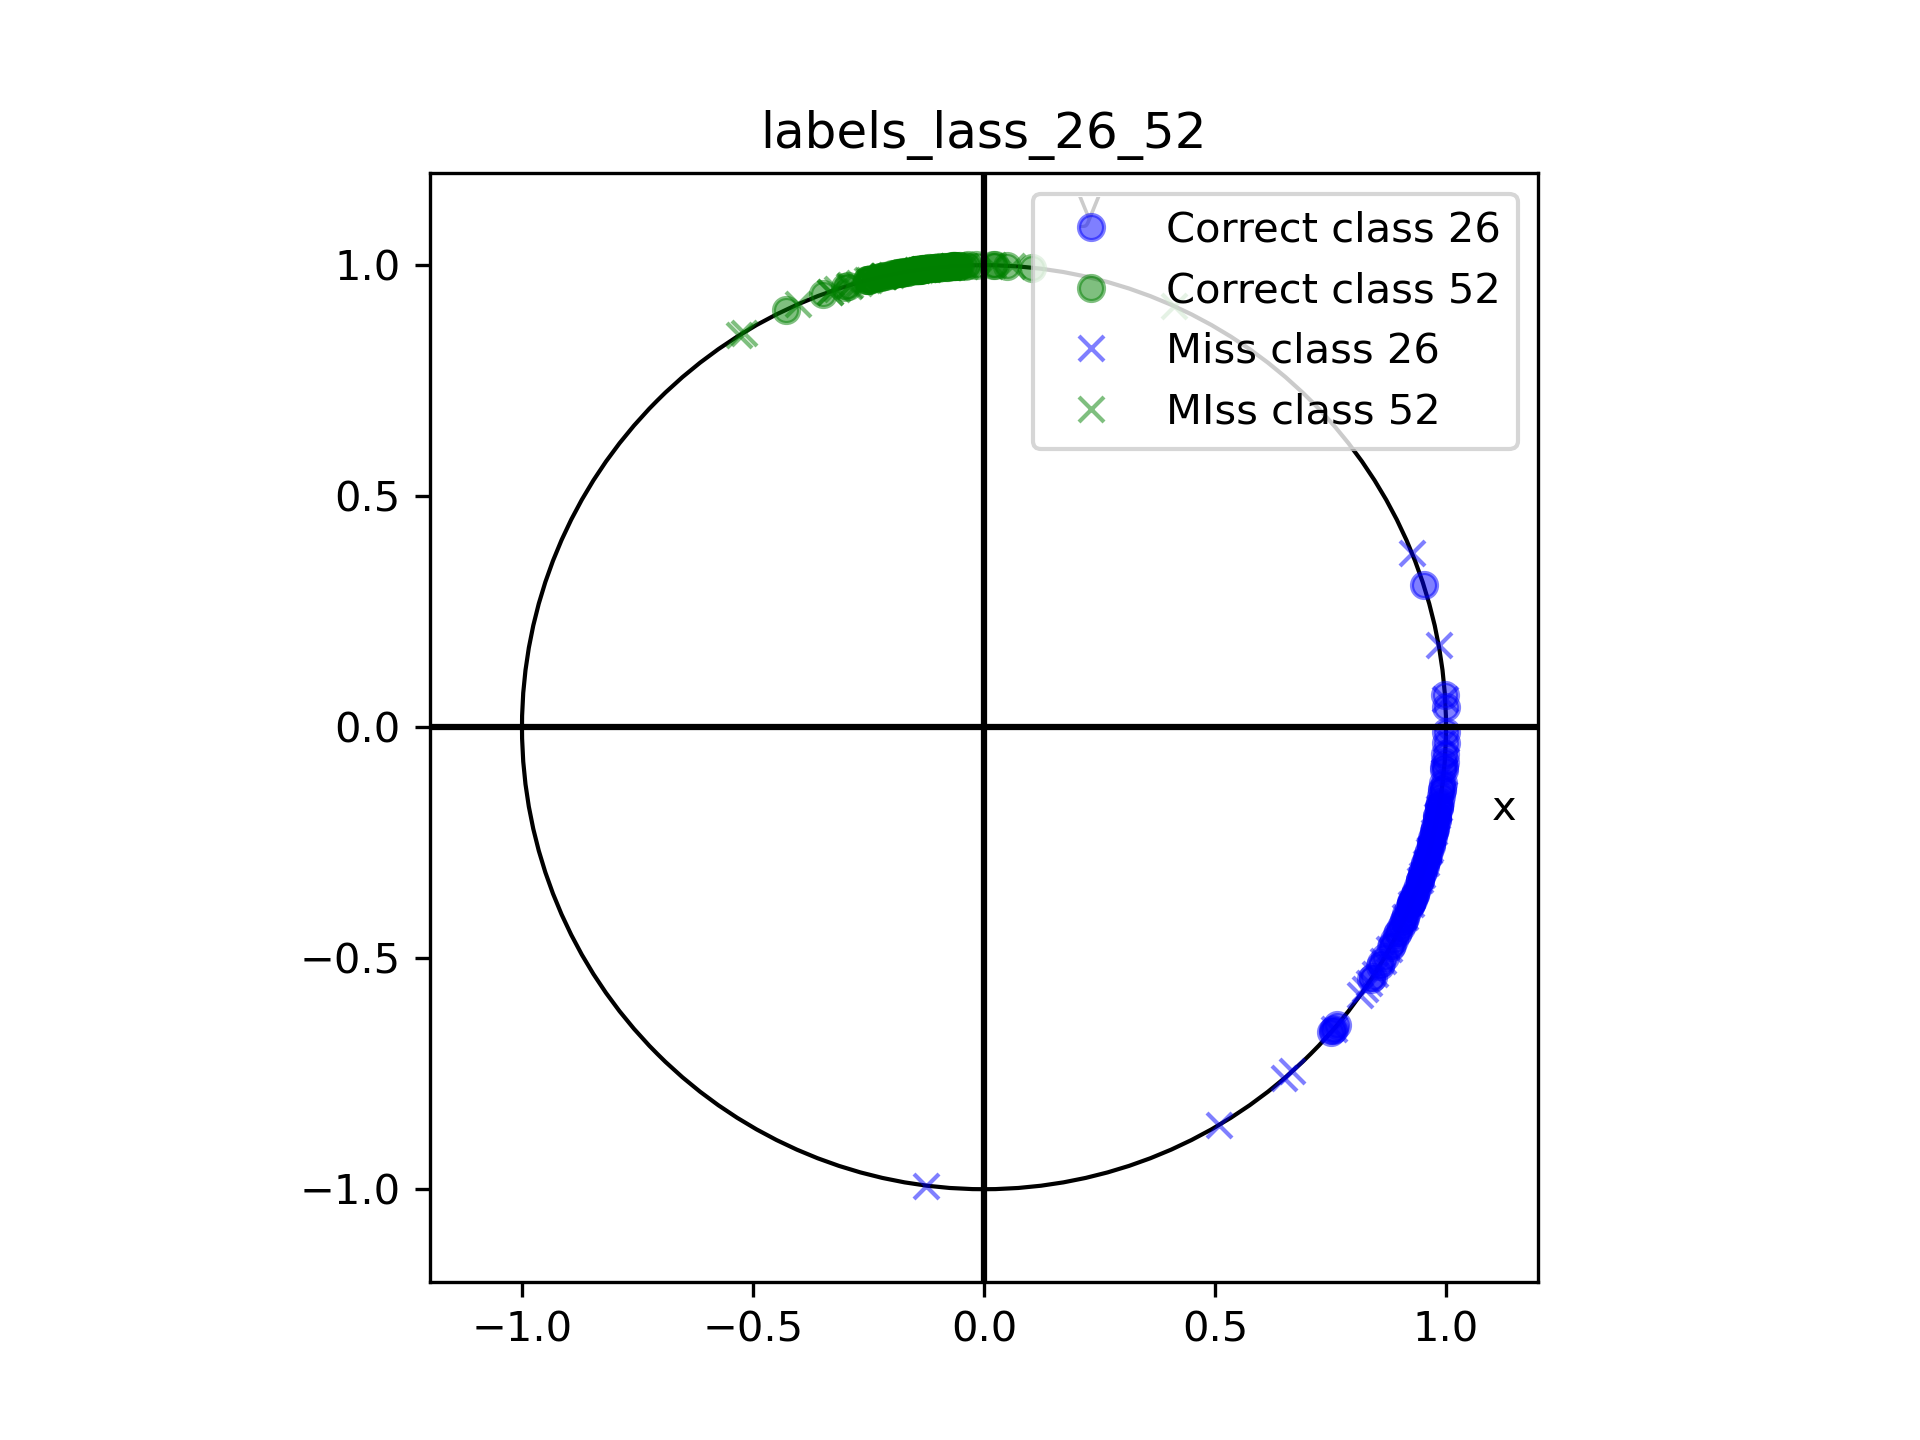 labels_lass_26_52
y
Correct class 26
Correct class 52
Miss class 26
MIss class 52
1.0
0.5
0.0
−0.5
−1.0
x
−1.0 −0.5 0.0 0.5 1.0